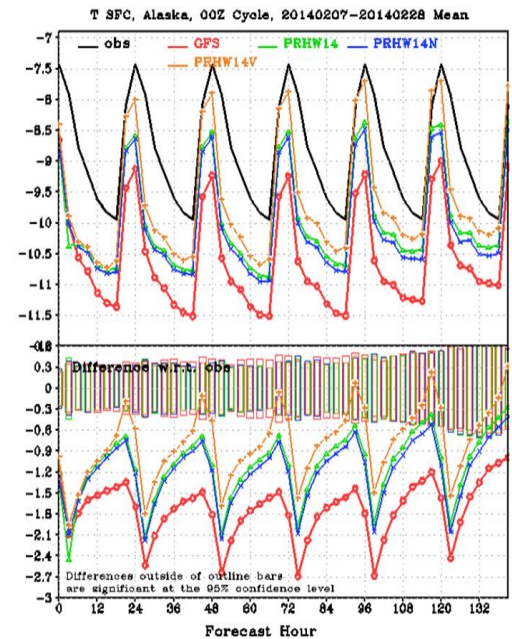 T SFC, Alaska, 00Z Cycle, 20140207-20140228 Mean
obs GFS PRHW14 PRHW14N
PRHW14V
-7
-7.5
-8
-8.5
-9
-9.5
-10
-10.5
-11
-11.5
0.3
0
-0.3
-0.6
-0.9
-1.2
-1.5
-1.8
-2.1
-2.4
-2.7
-3
Difference w.r.t. obs
Differences outside of outline bars
are significant at the 95% confidence level
0 12 24 36 48 60 72 84 96 108 120 132
Forecast Hour